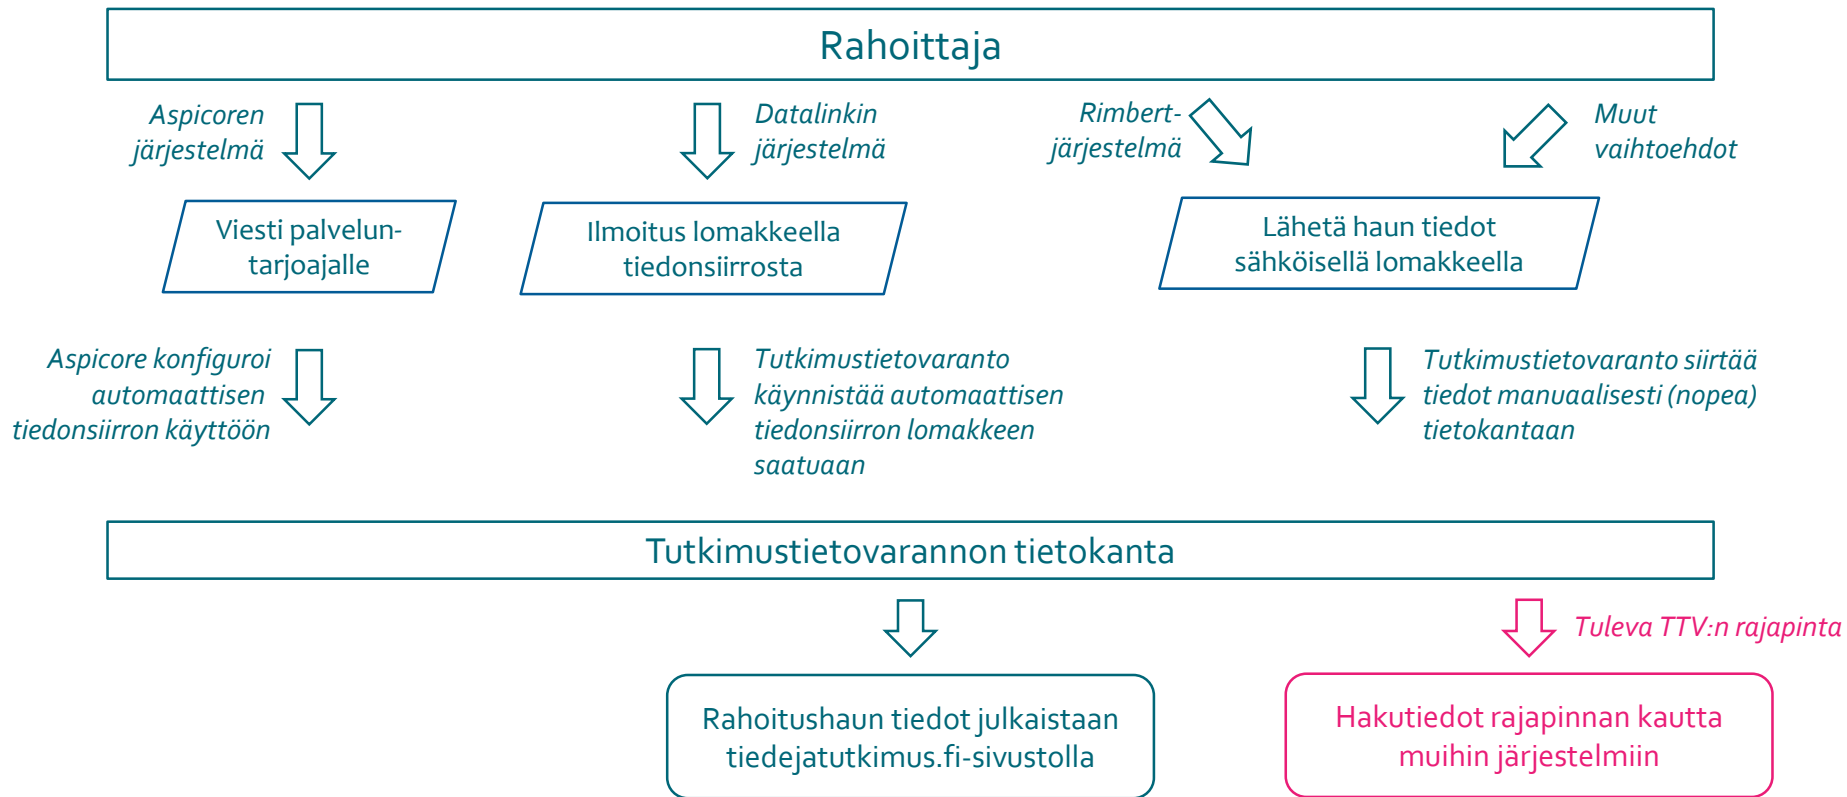 Rahoittaja
Aspicoren
järjestelmä
Datalinkin
järjestelmä
Rimbert-
järjestelmä
Muut
vaihtoehdot
Viesti palvelun-
tarjoajalle
Ilmoitus lomakkeella
tiedonsiirrosta
Lähetä haun tiedot
sähköisellä lomakkeella
Aspicore konfiguroi
automaattisen
tiedonsiirron käyttöön
Tutkimustietovaranto
käynnistää automaattisen
tiedonsiirron lomakkeen
saatuaan
Tutkimustietovaranto siirtää
tiedot manuaalisesti (nopea)
tietokantaan
Tutkimustietovarannon tietokanta
Tuleva TTV:n rajapinta
Rahoitushaun tiedot julkaistaan
tiedejatutkimus.fi-sivustolla
Hakutiedot rajapinnan kautta
muihin järjestelmiin